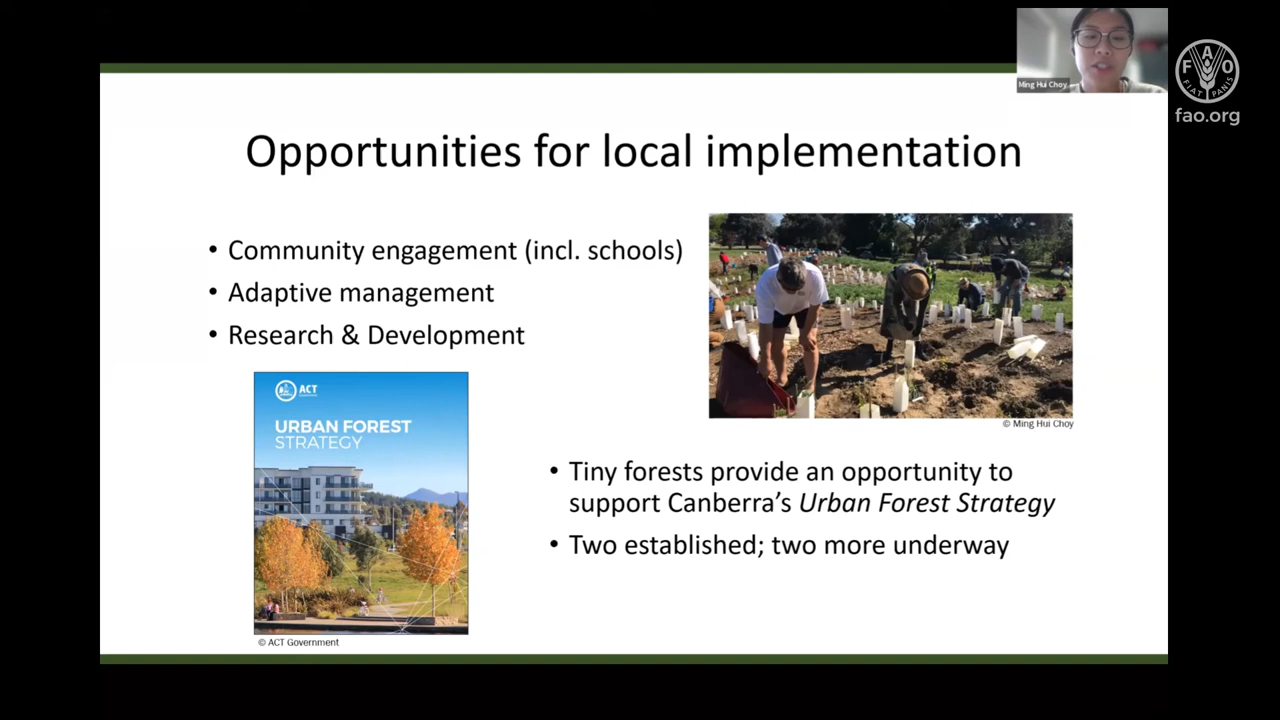 Ming Hui Choy
F A O
FIAT PANIS
fao.org
Opportunities for local implementation
• Community engagement (incl. schools)
• Adaptive management
• Research & Development
© Ming Hui Choy
ACT
URBAN FOREST
STRATEGY
© ACT Government
• Tiny forests provide an opportunity to
support Canberra’s Urban Forest Strategy
• Two established; two more underway